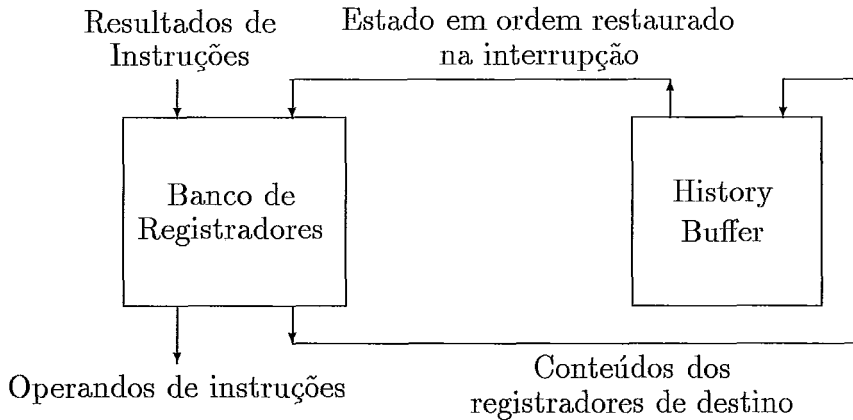 Resultados de
Instruções
Estado em ordem restaurado
na interrupção
Banco de
Registradores
History
Buffer
Operandos de instruções
Conteúdos dos
registradores de destino